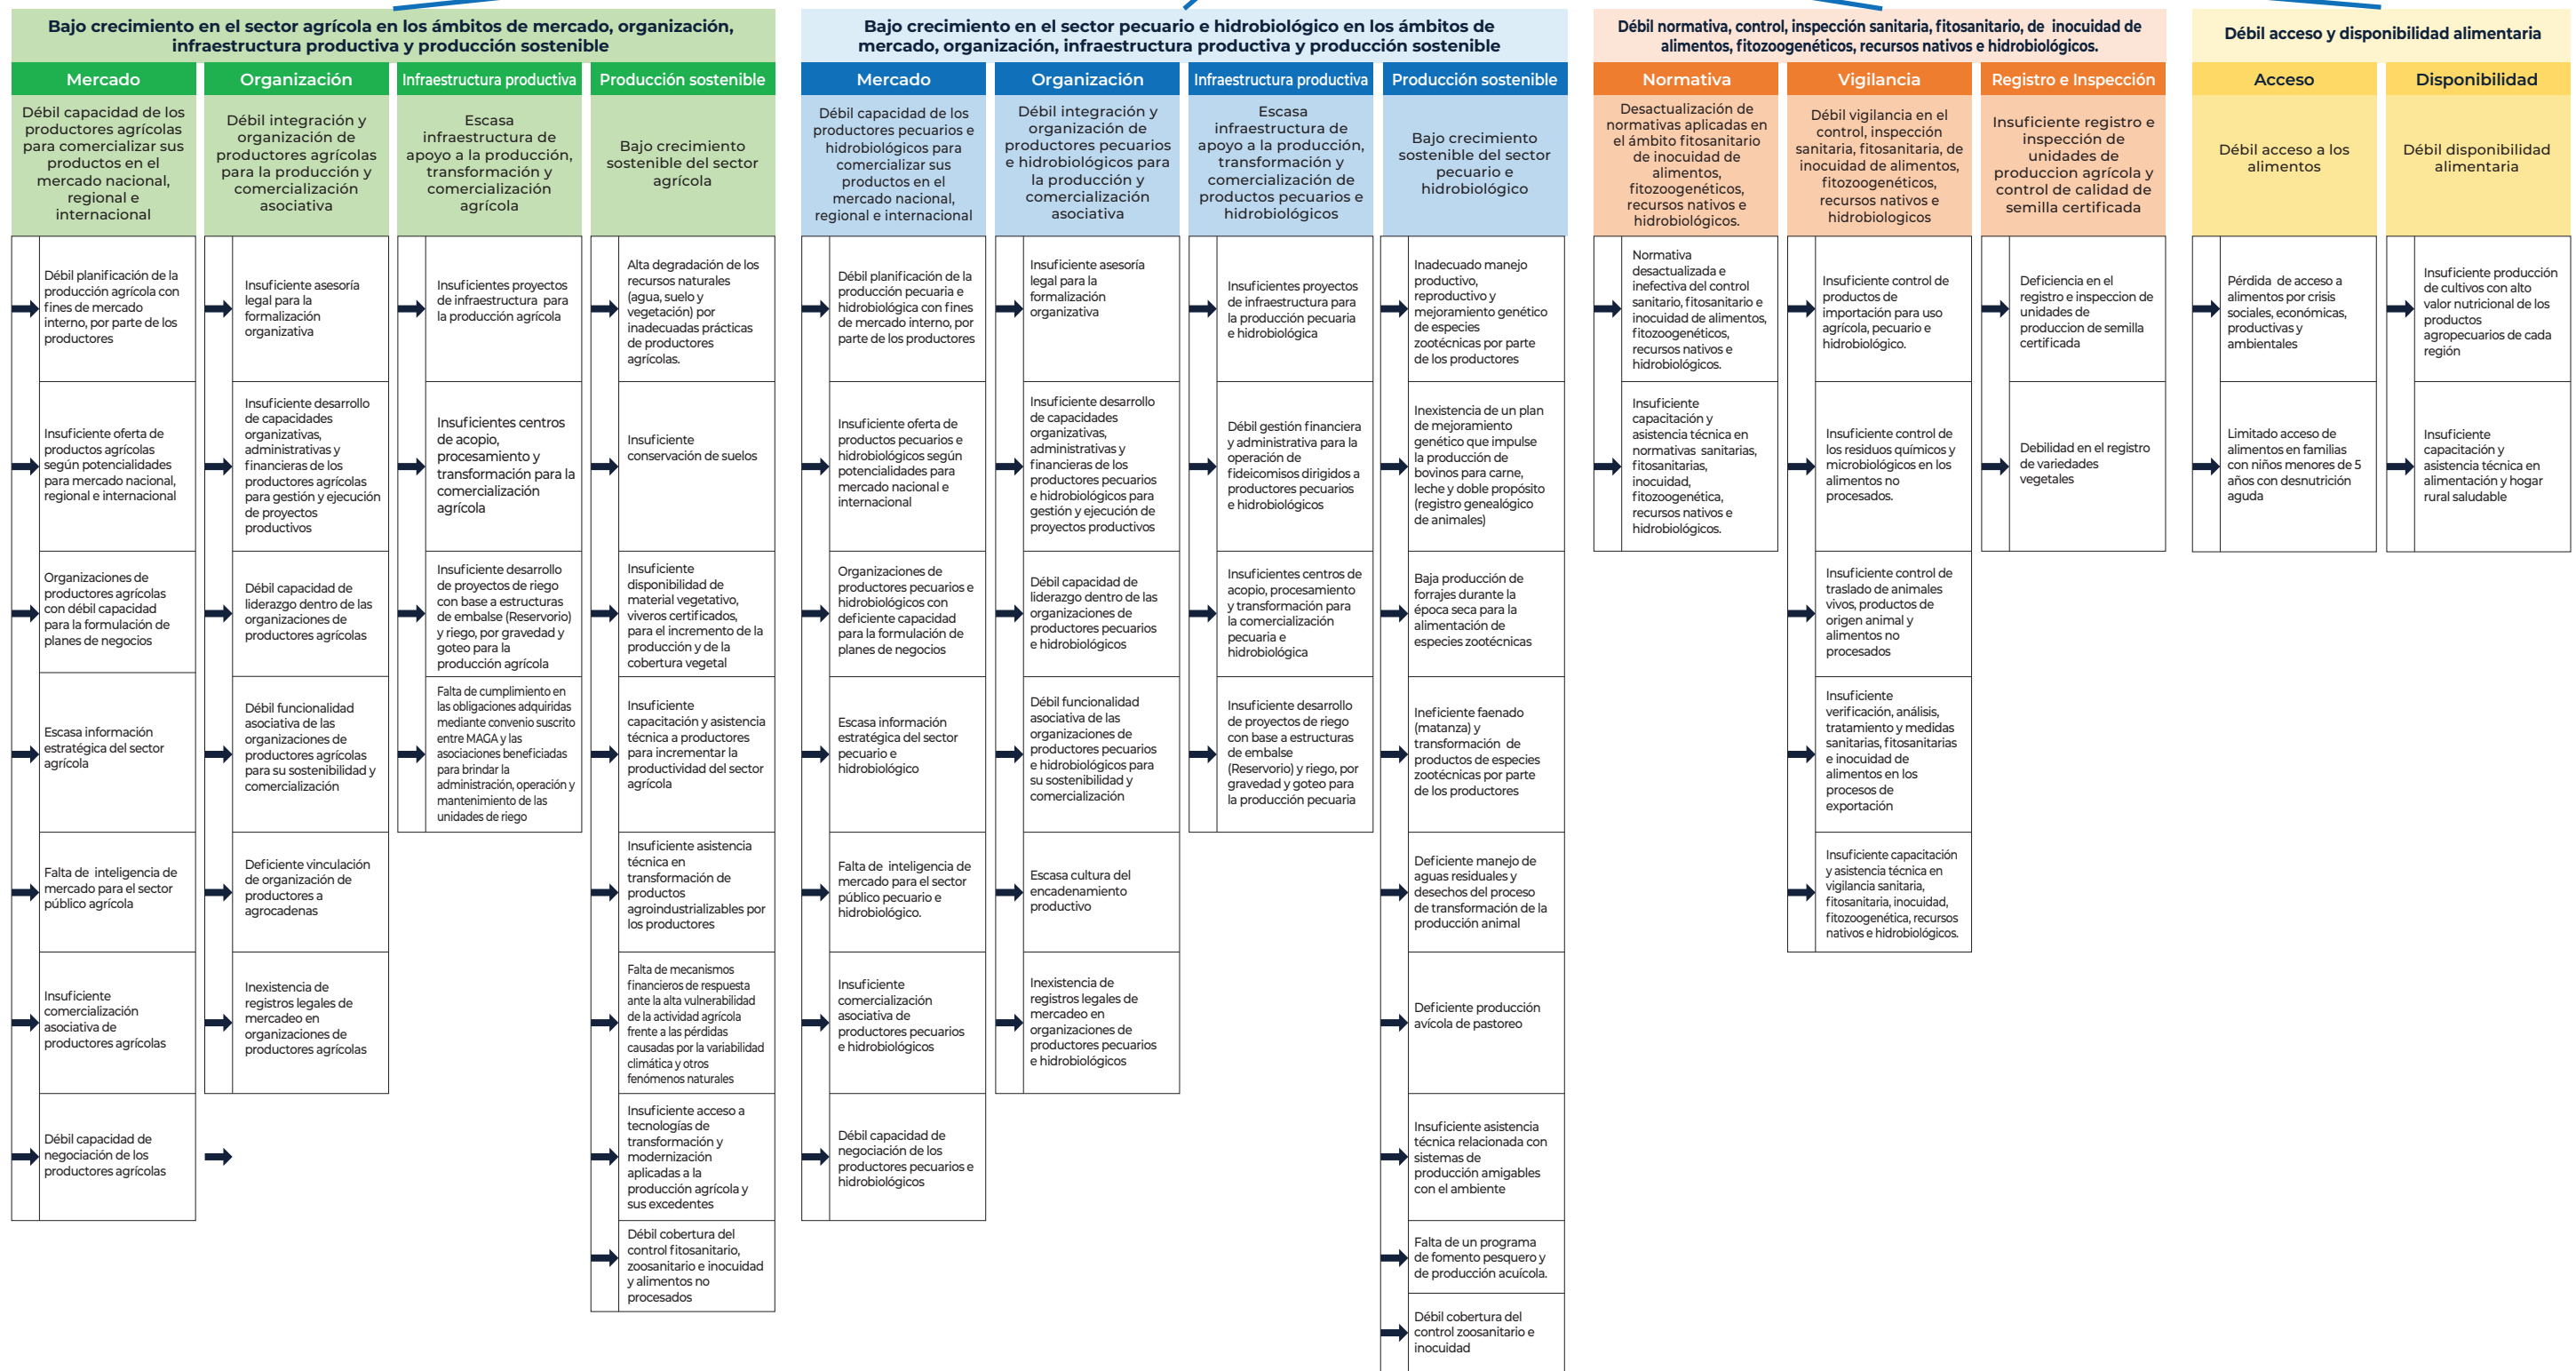 Bajo crecimiento en el sector agrícola en los ámbitos de mercado, organización,
infraestructura productiva y producción sostenible
Mercado
Débil capacidad de los
productores agrícolas
para comercializar sus
productos en el
mercado nacional,
regional e
internacional
Débil planificación de la
producción agrícola con
fines de mercado
interno, por parte de los
productores
Insuficiente oferta de
productos agrícolas
según potencialidades
para mercado nacional,
regional e internacional
Organizaciones de
productores agrícolas
con débil capacidad
para la formulación de
planes de negocios
Escasa información
estratégica del sector
agrícola
Falta de inteligencia de
mercado para el sector
público agrícola
Insuficiente
comercialización
asociativa de
productores agrícolas
Débil capacidad de
negociación de los
productores agrícolas
Organización
Débil integración y
organización de
productores agrícolas
para la producción y
comercialización
asociativa
Insuficiente asesoría
legal para la
formalización
organizativa
Insuficiente desarrollo
de capacidades
organizativas,
administrativas y
financieras de los
productores agrícolas
para gestión y ejecución
de proyectos
productivos
Débil capacidad de
liderazgo dentro de las
organizaciones de
productores agrícolas
Débil funcionalidad
asociativa de las
organizaciones de
productores agrícolas
para su sostenibilidad y
comercialización
Deficiente vinculación
de organización de
productores a
agrocadenas
Inexistencia de
registros legales de
mercadeo en
organizaciones de
productores agrícolas
Infraestructura productiva
Escasa
infraestructura de
apoyo a la producción,
transformación y
comercialización
agrícola
Insuficientes proyectos
de infraestructura para
la producción agrícola
Insuficientes centros
de acopio,
procesamiento y
transformación para la
comercialización
agrícola
Insuficiente desarrollo
de proyectos de riego
con base a estructuras
de embalse (Reservorio)
y riego, por gravedad y
goteo para la
producción agrícola
Falta de cumplimiento en
las obligaciones adquiridas
mediante convenio suscrito
entre MAGA y las
asociaciones beneficiadas
para brindar la
administración, operación y
mantenimiento de las
unidades de riego
Producción sostenible
Bajo crecimiento
sostenible del sector
agrícola
Alta degradación de los
recursos naturales
(agua, suelo y
vegetación) por
inadecuadas prácticas
de productores
agrícolas.
Insuficiente
conservación de suelos
Insuficiente
disponibilidad de
material vegetativo,
viveros certificados,
para el incremento de la
producción y de la
cobertura vegetal
Insuficiente
capacitación y asistencia
técnica a productores
para incrementar la
productividad del sector
agrícola
Insuficiente asistencia
técnica en
transformación de
productos
agroindustrializables por
los productores
Falta de mecanismos
financieros de respuesta
ante la alta vulnerabilidad
de la actividad agrícola
frente a las pérdidas
causadas por la variabilidad
climática y otros
fenómenos naturales
Insuficiente acceso a
tecnologías de
transformación y
modernización
aplicadas a la
producción agrícola y
sus excedentes
Débil cobertura del
control fitosanitario,
zoosanitario e inocuidad
y alimentos no
procesados
Bajo crecimiento en el sector pecuario e hidrobiológico en los ámbitos de
mercado, organización, infraestructura productiva y producción sostenible
Mercado
Débil capacidad de los
productores pecuarios e
hidrobiológicos para
comercializar sus
productos en el
mercado nacional,
regional e internacional
Débil planificación de la
producción pecuaria e
hidrobiológica con fines
de mercado interno, por
parte de los productores
Insuficiente oferta de
productos pecuarios e
hidrobiológicos según
potencialidades para
mercado nacional e
internacional
Organizaciones de
productores pecuarios e
hidrobiológicos con
deficiente capacidad
para la formulación de
planes de negocios
Escasa información
estratégica del sector
pecuario e
hidrobiológico
Falta de inteligencia de
mercado para el sector
público pecuario e
hidrobiológico.
Insuficiente
comercialización
asociativa de
productores pecuarios
e hidrobiológicos
Débil capacidad de
negociación de los
productores pecuarios e
hidrobiológicos
Organización
Débil integración y
organización de
productores pecuarios
e hidrobiológicos para
la producción y
comercialización
asociativa
Insuficiente asesoría
legal para la
formalización
organizativa
Insuficiente desarrollo
de capacidades
organizativas,
administrativas y
financieras de los
productores pecuarios
e hidrobiológicos para
gestión y ejecución de
proyectos productivos
Débil capacidad de
liderazgo dentro de las
organizaciones de
productores pecuarios
e hidrobiológicos
Débil funcionalidad
asociativa de las
organizaciones de
productores pecuarios
e hidrobiológicos para
su sostenibilidad y
comercialización
Escasa cultura del
encadenamiento
productivo
Inexistencia de
registros legales de
mercadeo en
organizaciones de
productores pecuarios
e hidrobiológicos
Infraestructura productiva
Escasa
infraestructura de
apoyo a la producción,
transformación y
comercialización de
productos pecuarios e
hidrobiológicos
Insuficientes proyectos
de infraestructura para
la producción pecuaria
e hidrobiológica
Débil gestión financiera
y administrativa para la
operación de
fideicomisos dirigidos a
productores pecuarios
e hidrobiológicos
Insuficientes centros de
acopio, procesamiento
y transformación para
la comercialización
pecuaria e
hidrobiológica
Insuficiente desarrollo
de proyectos de riego
con base a estructuras
de embalse
(Reservorio) y riego, por
gravedad y goteo para
la producción pecuaria
Producción sostenible
Bajo crecimiento
sostenible del sector
pecuario e
hidrobiológico
Inadecuado manejo
productivo,
reproductivo y
mejoramiento genético
de especies
zootécnicas por parte
de los productores
Inexistencia de un plan
de mejoramiento
genético que impulse
la producción de
bovinos para carne,
leche y doble propósito
(registro genealógico
de animales)
Baja producción de
forrajes durante la
época seca para la
alimentación de
especies zootécnicas
Ineficiente faenado
(matanza) y
transformación de
productos de especies
zootécnicas por parte
de los productores
Deficiente manejo de
aguas residuales y
desechos del proceso
de transformación de la
producción animal
Deficiente producción
avícola de pastoreo
Insuficiente asistencia
técnica relacionada con
sistemas de
producción amigables
con el ambiente
Falta de un programa
de fomento pesquero y
de producción acuícola.
Débil cobertura del
control zoosanitario e
inocuidad
Débil normativa, control, inspección sanitaria, fitosanitario, de inocuidad de
alimentos, fitozoogenéticos, recursos nativos e hidrobiológicos.
Normativa
Desactualización de
normativas aplicadas en
el ámbito fitosanitario
de inocuidad de
alimentos,
fitozoogenéticos,
recursos nativos e
hidrobiológicos.
Normativa
desactualizada e
inefectiva del control
sanitario, fitosanitario e
inocuidad de alimentos,
fitozoogenéticos,
recursos nativos e
hidrobiológicos.
Insuficiente
capacitación y
asistencia técnica en
normativas sanitarias,
fitosanitarias,
inocuidad,
fitozoogenética,
recursos nativos e
hidrobiológicos.
Vigilancia
Débil vigilancia en el
control, inspección
sanitaria, fitosanitaria, de
inocuidad de alimentos,
fitozoogenéticos,
recursos nativos e
hidrobiologicos
Insuficiente control de
productos de
importación para uso
agrícola, pecuario e
hidrobiológico.
Insuficiente control de
los residuos químicos y
microbiológicos en los
alimentos no
procesados.
Insuficiente control de
traslado de animales
vivos, productos de
origen animal y
alimentos no
procesados
Insuficiente
verificación, análisis,
tratamiento y medidas
sanitarias, fitosanitarias
e inocuidad de
alimentos en los
procesos de
exportación
Insuficiente capacitación
y asistencia técnica en
vigilancia sanitaria,
fitosanitaria, inocuidad,
fitozoogenética, recursos
nativos e hidrobiológicos.
Registro e Inspección
Insuficiente registro e
inspección de
unidades de
produccion agrícola y
control de calidad de
semilla certificada
Deficiencia en el
registro e inspeccion de
unidades de
produccion de semilla
certificada
Debilidad en el registro
de variedades
vegetales
Débil acceso y disponibilidad alimentaria
Acceso
Débil acceso a los
alimentos
Pérdida de acceso a
alimentos por crisis
sociales, económicas,
productivas y
ambientales
Limitado acceso de
alimentos en familias
con niños menores de 5
años con desnutrición
aguda
Disponibilidad
Débil disponibilidad
alimentaria
Insuficiente producción
de cultivos con alto
valor nutricional de los
productos
agropecuarios de cada
región
Insuficiente
capacitación y
asistencia técnica en
alimentación y hogar
rural saludable